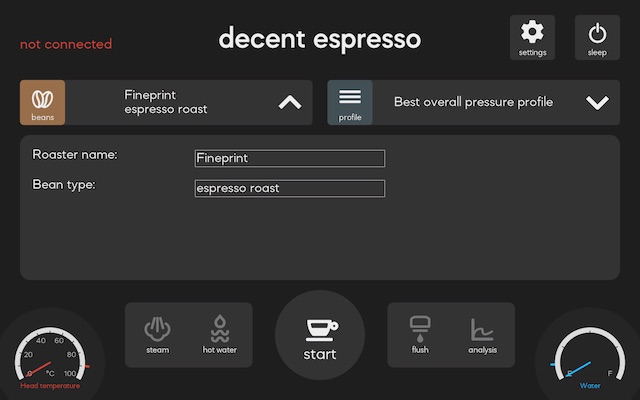 not connected
decent espresso
settings
sleep
beans
Fineprint
espresso roast
profile
Best overall pressure profile
Roaster name:
Fineprint
Bean type:
espresso roast
steam
hot water
start
flush
analysis
40 60
20 80
0 °C 100
Head temperature
E F
Water